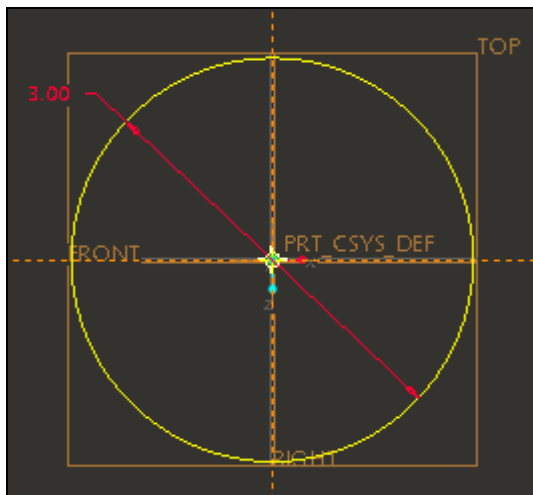 TOP
3.00
PRT_CSYS_DEF
FRONT
X
Z
RIGHT